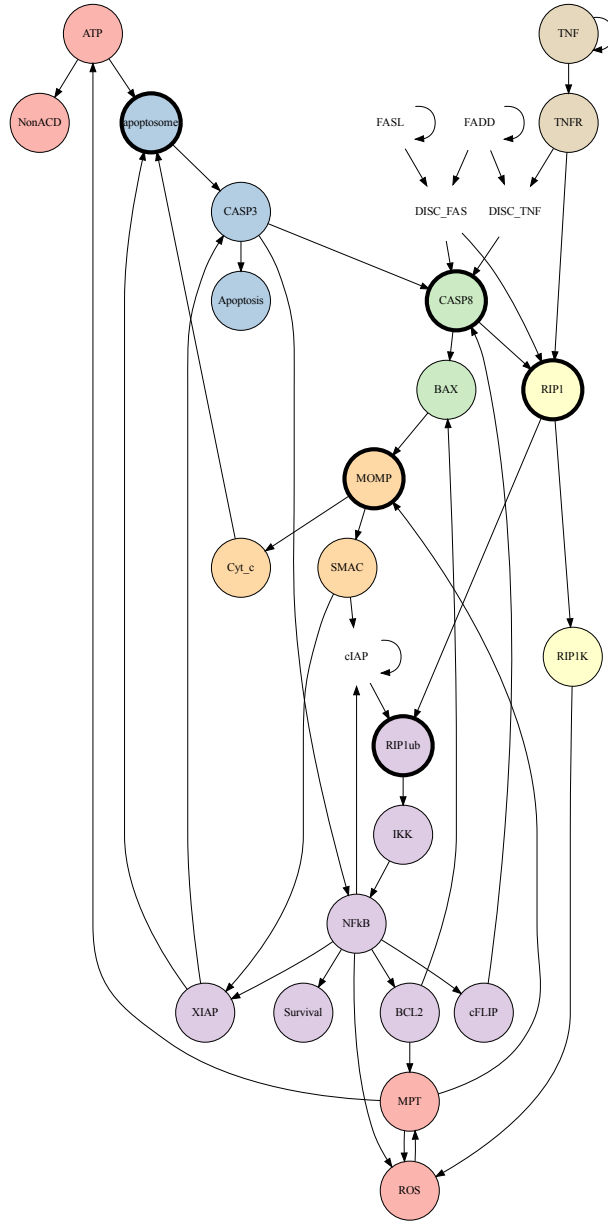 ATP
TNF
NonACD
apoptosome
FASL
FADD
TNFR
CASP3
DISC_FAS
DISC_TNF
Apoptosis
CASP8
BAX
RIP1
MOMP
Cyt_c
SMAC
cIAP
RIP1K
RIP1ub
IKK
NFkB
XIAP
Survival
BCL2
cFLIP
MPT
ROS